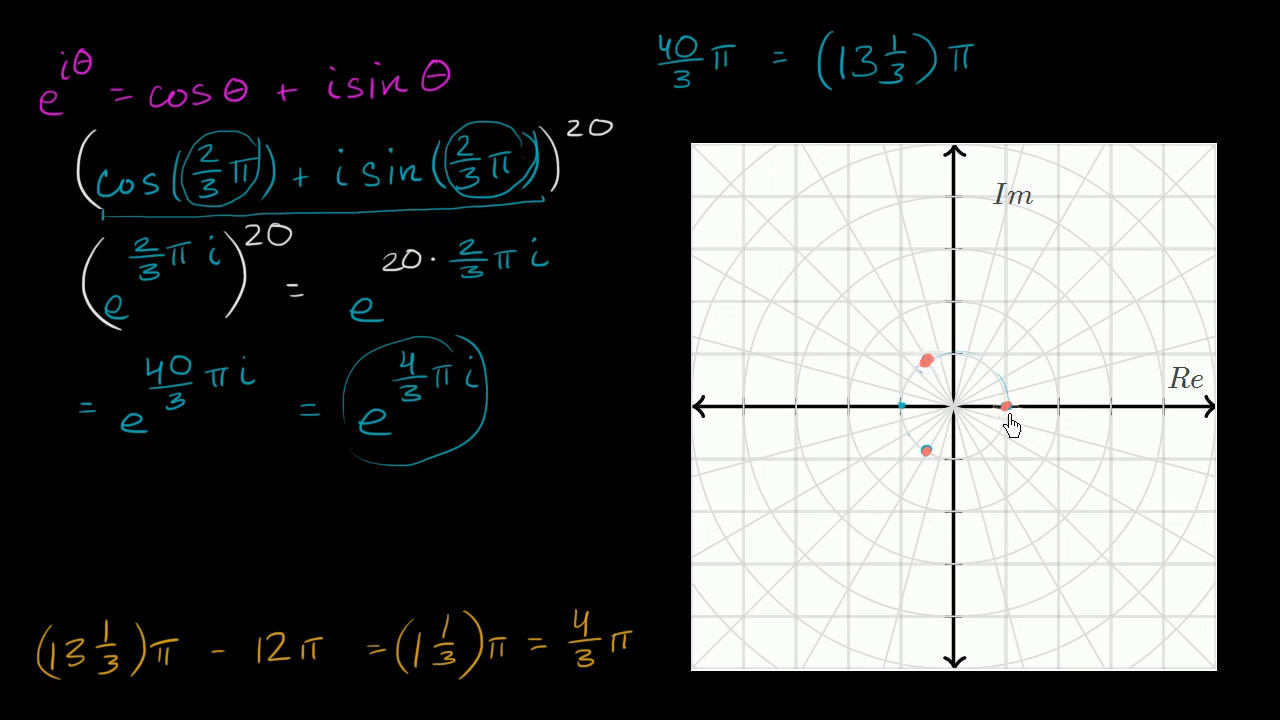 e^{iθ} = cos θ + i sin θ
(cos(2/3 π) + i sin(2/3 π))^{20}
(e^{2/3 π i})^{20} = e^{20 · 2/3 π i}
= e^{40/3 π i} = e^{4/3 π i}
(13 1/3)π - 12π = (1 1/3)π = 4/3 π
40/3 π = (13 1/3)π
Im
Re